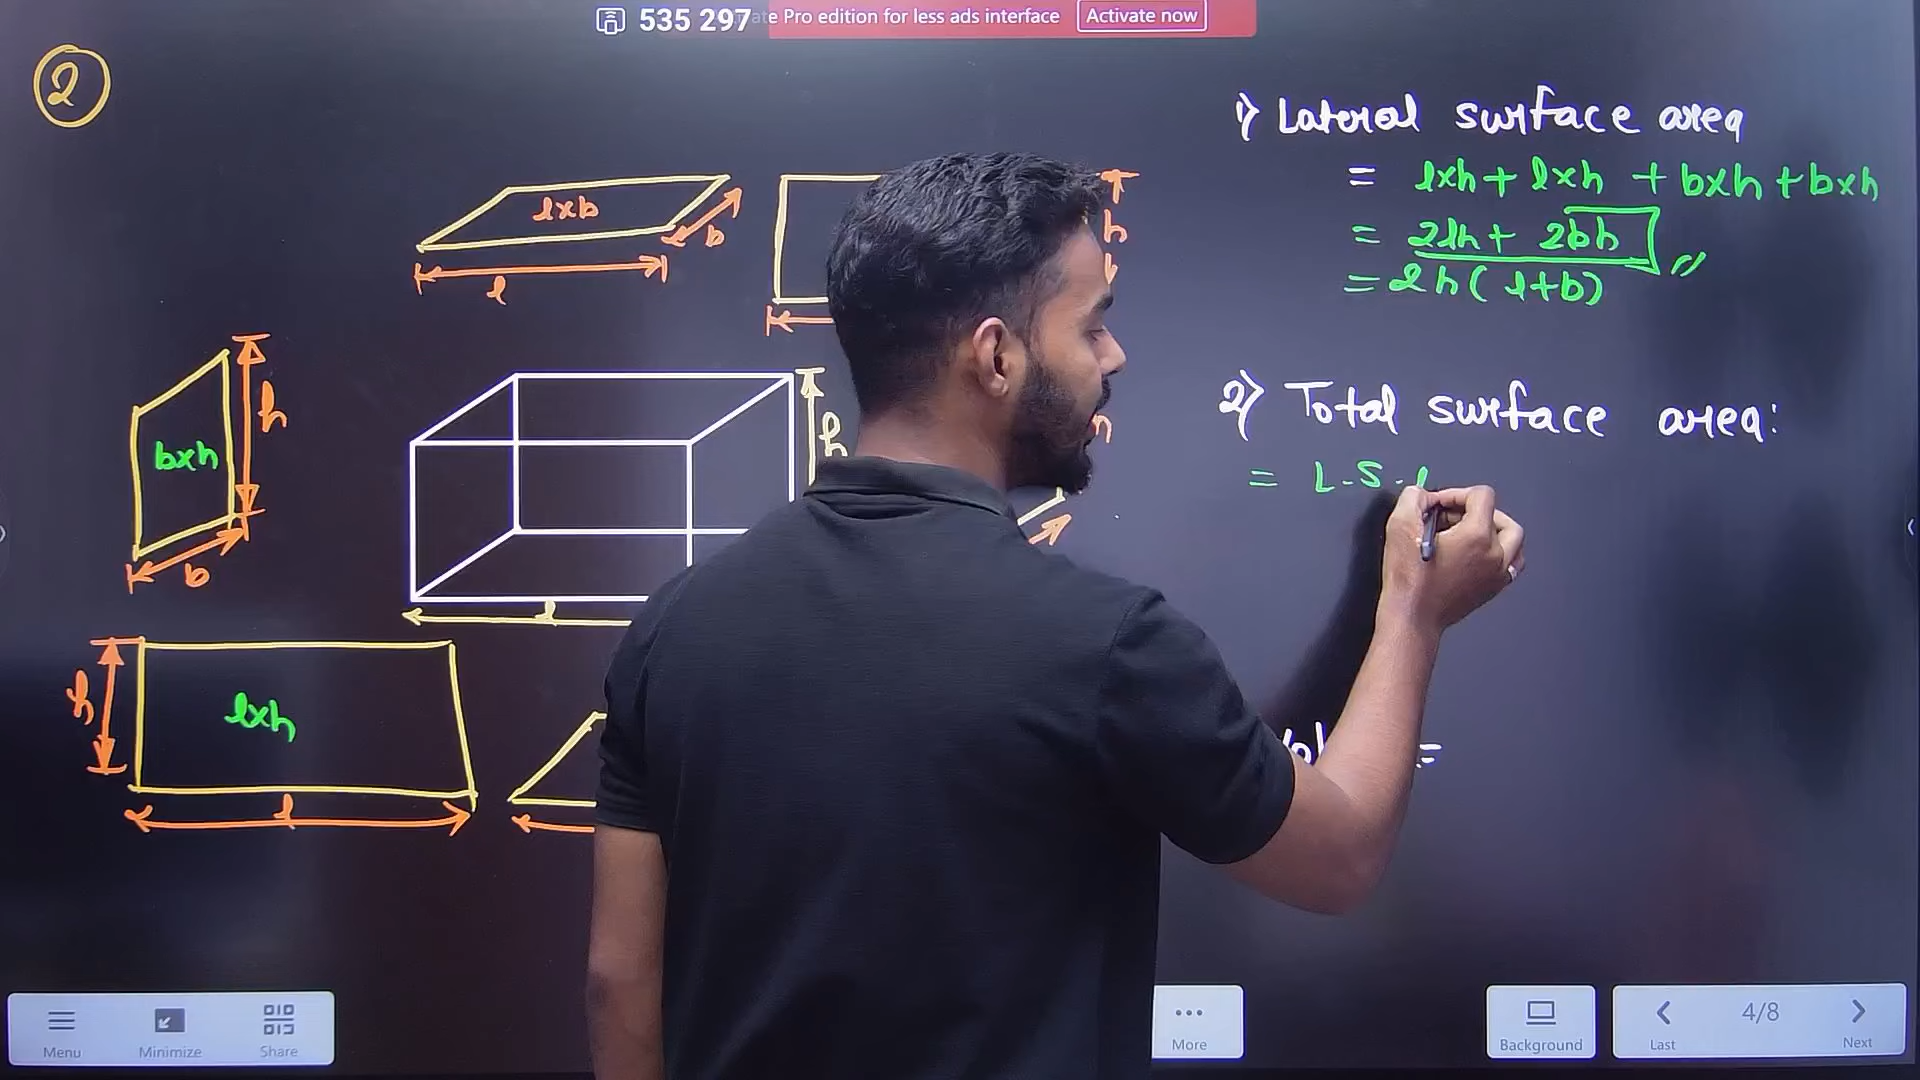 535 297
te Pro edition for less ads interface
Activate now
2
1) Lateral surface area
= lxh + lxh + bxh + bxh
= 2lh + 2bh
= 2h ( l+b)
lxb
b
l
h
h
bxh
b
h
l
h
lxh
l
2) Total surface area:
= L.S.
=
Menu
Minimize
Share
More
Background
Last
4/8
Next